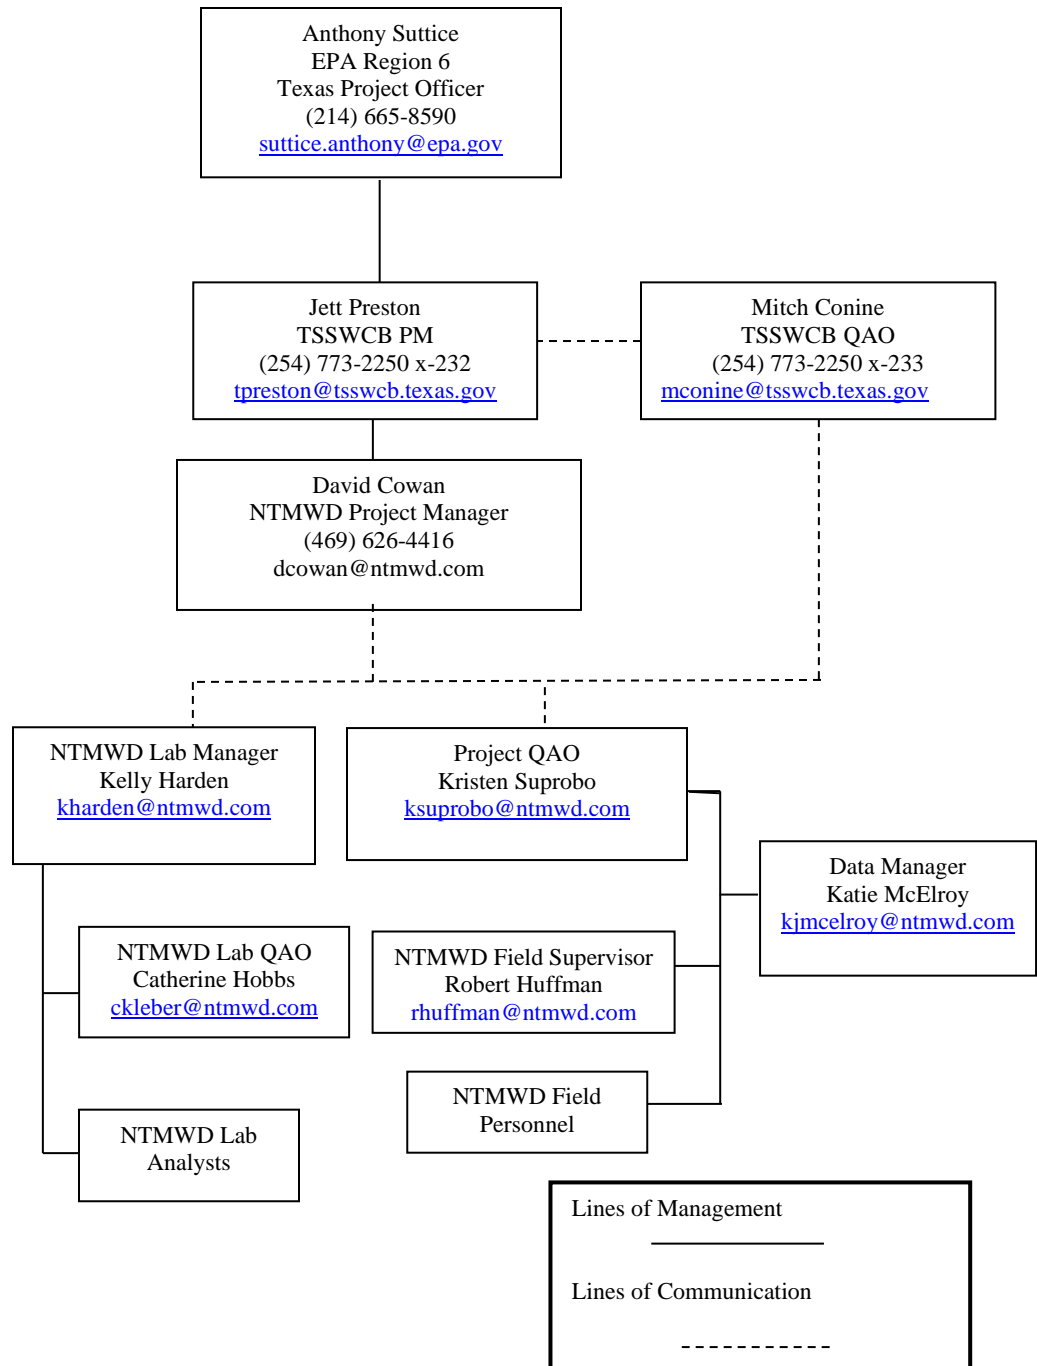 Anthony Suttice
EPA Region 6
Texas Project Officer
(214) 665-8590
suttice.anthony@epa.gov
Jett Preston
TSSWCB PM
(254) 773-2250 x-232
tpreston@tsswcb.texas.gov
Mitch Conine
TSSWCB QAO
(254) 773-2250 x-233
mconine@tsswcb.texas.gov
David Cowan
NTMWD Project Manager
(469) 626-4416
dcowan@ntmwd.com
NTMWD Lab Manager
Kelly Harden
kharden@ntmwd.com
Project QAO
Kristen Suprobo
ksuprobo@ntmwd.com
Data Manager
Katie McElroy
kjmcelroy@ntmwd.com
NTMWD Lab QAO
Catherine Hobbs
ckleber@ntmwd.com
NTMWD Field Supervisor
Robert Huffman
rhuffman@ntmwd.com
NTMWD Field
Personnel
NTMWD Lab
Analysts
Lines of Management
Lines of Communication